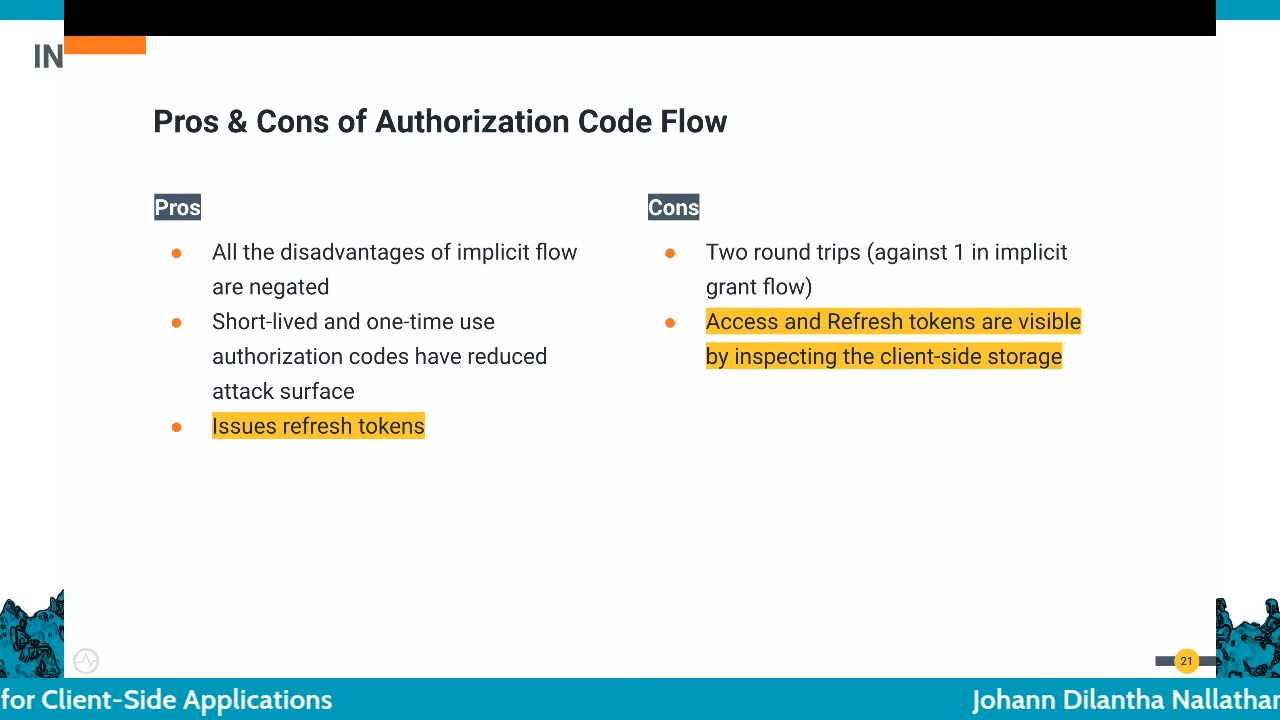 IN
Pros & Cons of Authorization Code Flow
Pros
All the disadvantages of implicit flow
are negated
Short-lived and one-time use
authorization codes have reduced
attack surface
Issues refresh tokens
Cons
Two round trips (against 1 in implicit
grant flow)
Access and Refresh tokens are visible
by inspecting the client-side storage
21
for Client-Side Applications
Johann Dilantha Nallathan